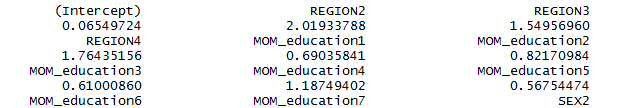 (Intercept) REGION2 REGION3
0.06549724 2.01933788 1.54956960
REGION4 MOM_education1 MOM_education2
1.76435156 0.69035841 0.82170984
MOM_education3 MOM_education4 MOM_education5
0.61000860 1.18749402 0.56754474
MOM_education6 MOM_education7 SEX2